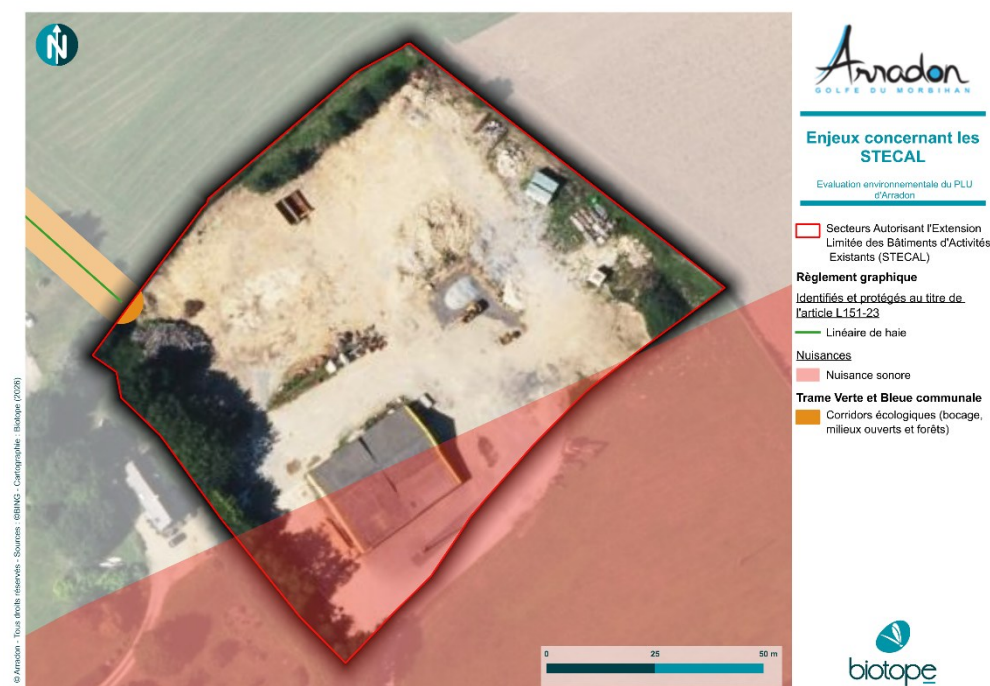 N
Arradon
GOLFE DU MORBIHAN
Enjeux concernant les
STECAL
Evaluation environnementale du PLU
d'Arradon
Secteurs Autorisant l'Extension
Limitée des Bâtiments d'Activités
Existants (STECAL)
Règlement graphique
Identifiés et protégés au titre de
l'article L151-23
Linéaire de haie
Nuisances
Nuisance sonore
Trame Verte et Bleue communale
Corridors écologiques (bocage,
milieux ouverts et forêts)
0 25 50 m
biotope
© Arradon - Tous droits réservés - Sources : ©BING - Cartographie : Biotope (2026)